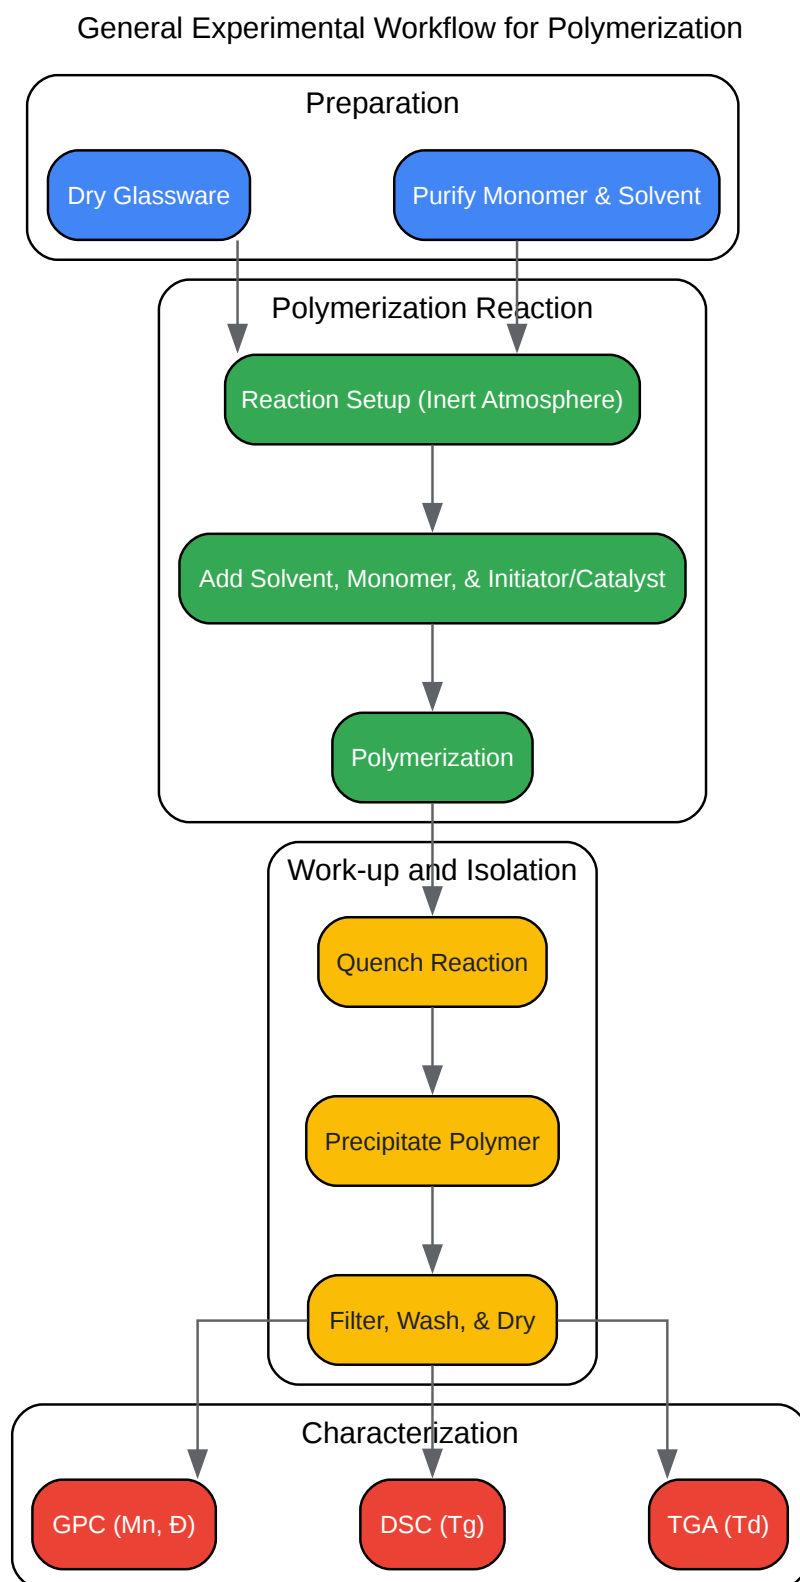 General Experimental Workflow for Polymerization
Preparation
Dry Glassware
Purify Monomer & Solvent
Polymerization Reaction
Reaction Setup (Inert Atmosphere)
Add Solvent, Monomer, & Initiator/Catalyst
Polymerization
Work-up and Isolation
Quench Reaction
Precipitate Polymer
Filter, Wash, & Dry
Characterization
GPC (Mn, Đ)
DSC (Tg)
TGA (Td)